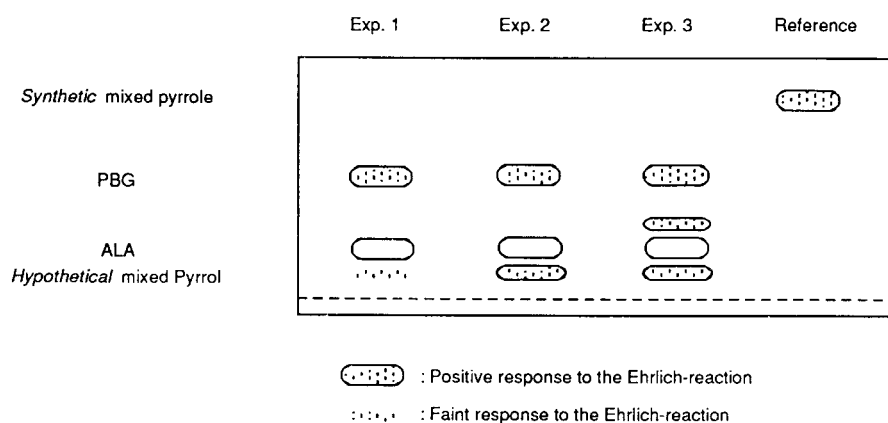 Exp. 1 Exp. 2 Exp. 3 Reference
Synthetic mixed pyrrole
PBG
ALA
Hypothetical mixed Pyrrol
: Positive response to the Ehrlich-reaction
: Faint response to the Ehrlich-reaction